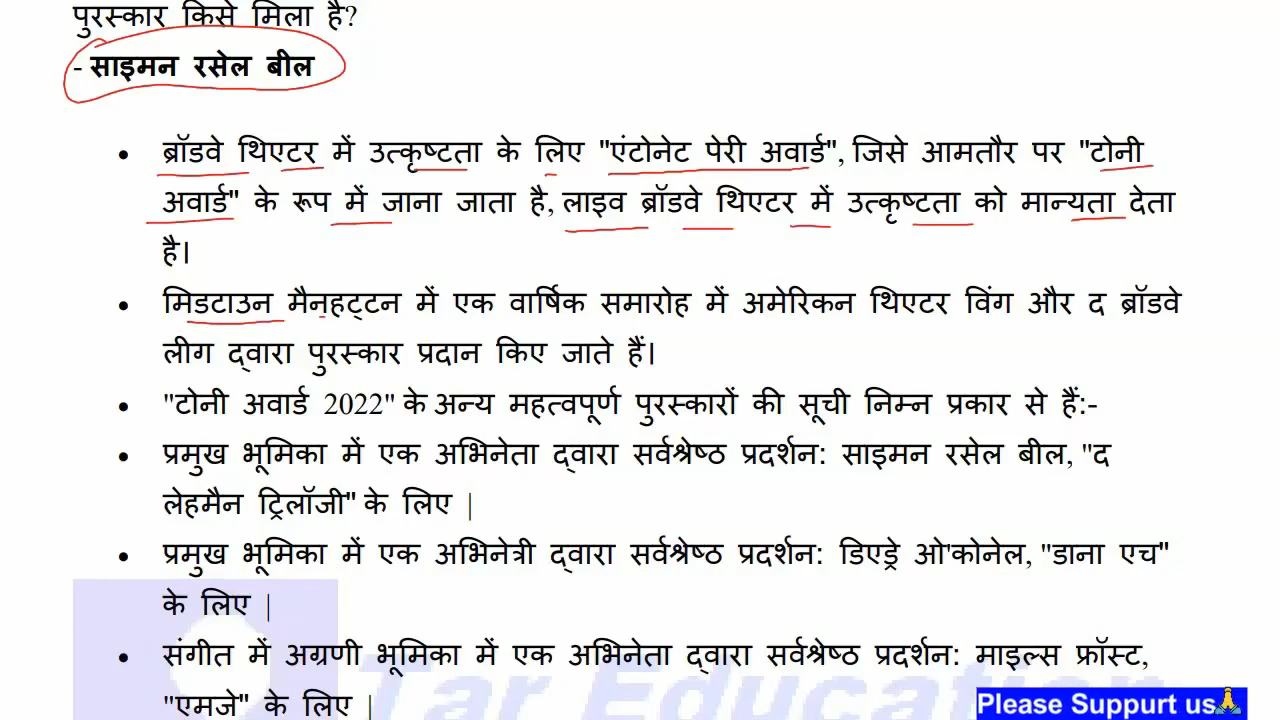 पुरस्कार किसे मिला है?
- साइमन रसेल बील
• ब्रॉडवे थिएटर में उत्कृष्टता के लिए "एंटोनेट पेरी अवार्ड", जिसे आमतौर पर "टोनी
अवार्ड" के रूप में जाना जाता है, लाइव ब्रॉडवे थिएटर में उत्कृष्टता को मान्यता देता
है।
• मिडटाउन मैनहट्टन में एक वार्षिक समारोह में अमेरिकन थिएटर विंग और द ब्रॉडवे
लीग द्वारा पुरस्कार प्रदान किए जाते हैं।
• "टोनी अवार्ड 2022" के अन्य महत्वपूर्ण पुरस्कारों की सूची निम्न प्रकार से हैं:-
• प्रमुख भूमिका में एक अभिनेता द्वारा सर्वश्रेष्ठ प्रदर्शन: साइमन रसेल बील, "द
लेहमैन ट्रिलॉजी" के लिए |
• प्रमुख भूमिका में एक अभिनेत्री द्वारा सर्वश्रेष्ठ प्रदर्शन: डिएड्रे ओ'कोनेल, "डाना एच"
के लिए |
• संगीत में अग्रणी भूमिका में एक अभिनेता द्वारा सर्वश्रेष्ठ प्रदर्शन: माइल्स फ्रॉस्ट,
"एमजे" के लिए |
Tar Education
Please Suppurt us🙏